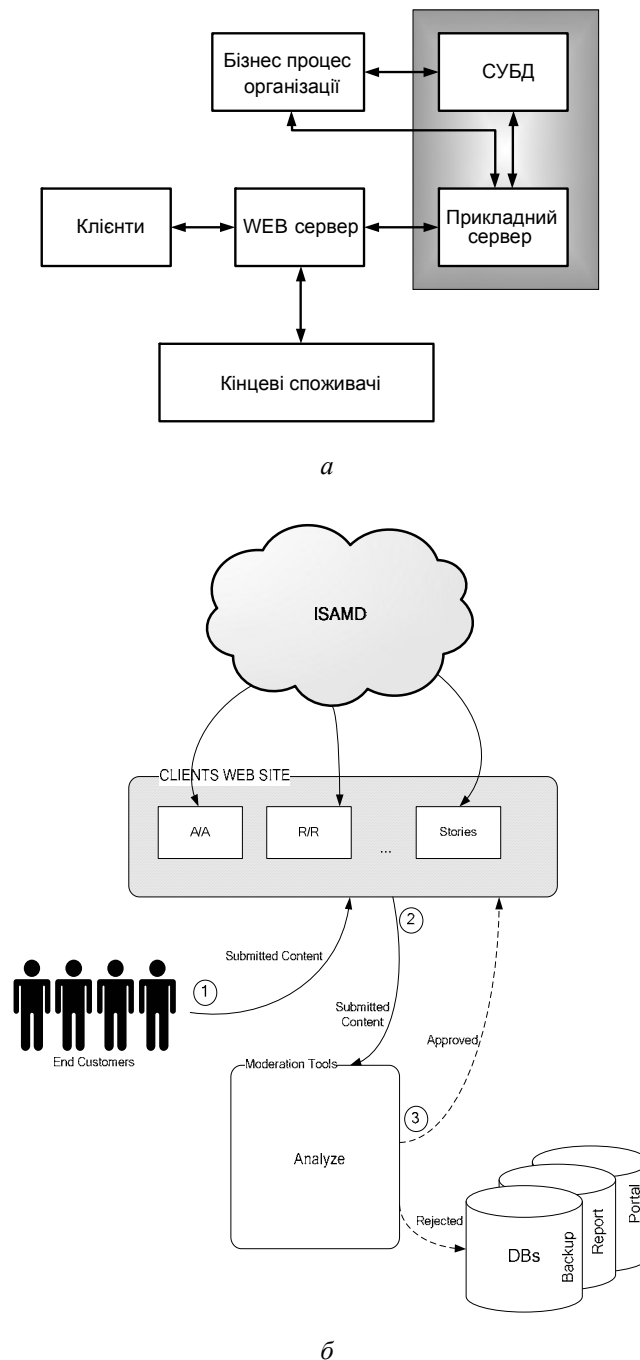 Бізнес процес
організації
СУБД
Клієнти
WEB сервер
Прикладний
сервер
Кінцеві споживачі
а
ISAMD
CLIENTS WEB SITE
A/A
R/R
...
Stories
1
Submitted Content
2
Submitted
Content
Approved
End Customers
Moderation Tools
3
Analyze
Rejected
DBs
Backup
Report
Portal
б